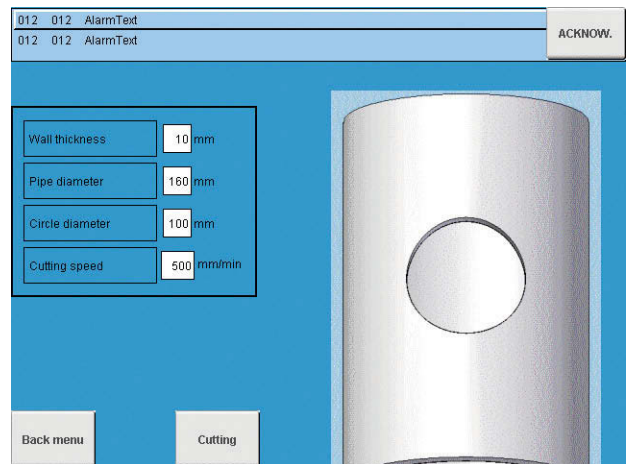 012 012 AlarmText
012 012 AlarmText
ACKNOW.
Wall thickness 10 mm
Pipe diameter 160 mm
Circle diameter 100 mm
Cutting speed 500 mm/min
Back menu
Cutting